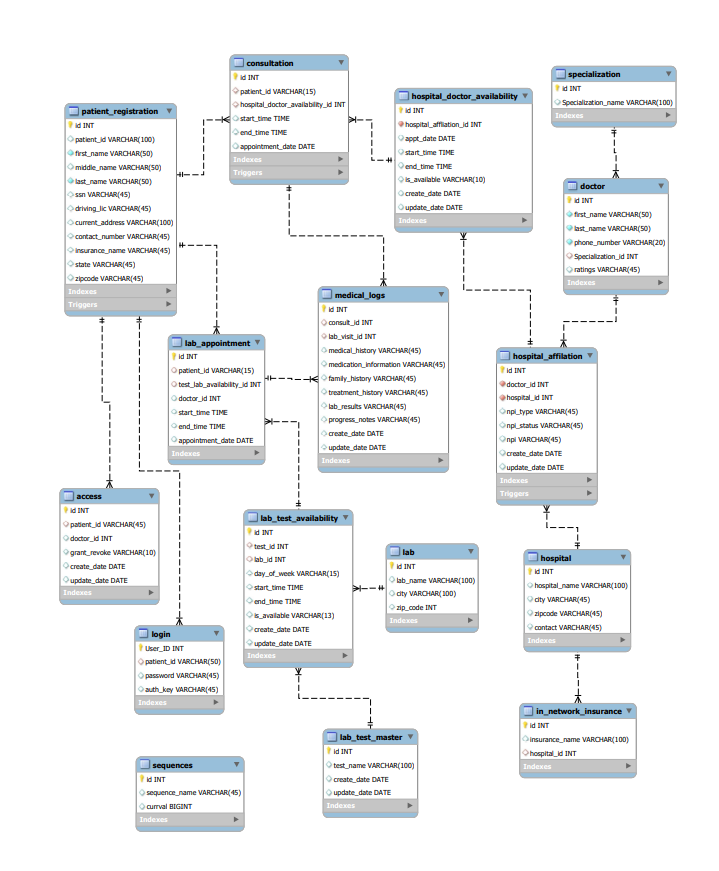 consultation
id INT
patient_id VARCHAR(15)
hospital_doctor_availability_id INT
start_time TIME
end_time TIME
appointment_date DATE
Indexes
Triggers
specialization
id INT
Specialization_name VARCHAR(100)
Indexes
hospital_doctor_availability
id INT
hospital_affliation_id INT
appt_date DATE
start_time TIME
end_time TIME
is_available VARCHAR(10)
create_date DATE
update_date DATE
Indexes
patient_registration
id INT
patient_id VARCHAR(100)
first_name VARCHAR(50)
middle_name VARCHAR(50)
last_name VARCHAR(50)
ssn VARCHAR(45)
driving_lic VARCHAR(45)
current_address VARCHAR(100)
contact_number VARCHAR(45)
insurance_name VARCHAR(45)
state VARCHAR(45)
zipcode VARCHAR(45)
Indexes
Triggers
doctor
id INT
first_name VARCHAR(50)
last_name VARCHAR(50)
phone_number VARCHAR(20)
Specialization_id INT
ratings VARCHAR(45)
Indexes
medical_logs
id INT
consult_id INT
lab_visit_id INT
medical_history VARCHAR(45)
medication_information VARCHAR(45)
family_history VARCHAR(45)
treatment_history VARCHAR(45)
lab_results VARCHAR(45)
progress_notes VARCHAR(45)
create_date DATE
update_date DATE
Indexes
lab_appointment
id INT
patient_id VARCHAR(15)
test_lab_availability_id INT
doctor_id INT
start_time TIME
end_time TIME
appointment_date DATE
Indexes
hospital_affilation
id INT
doctor_id INT
hospital_id INT
npi_type VARCHAR(45)
npi_status VARCHAR(45)
npi VARCHAR(45)
create_date DATE
update_date DATE
Indexes
Triggers
access
id INT
patient_id VARCHAR(45)
doctor_id INT
grant_revoke VARCHAR(10)
create_date DATE
update_date DATE
Indexes
lab_test_availability
id INT
test_id INT
lab_id INT
day_of_week VARCHAR(15)
start_time TIME
end_time TIME
is_available VARCHAR(13)
create_date DATE
update_date DATE
Indexes
lab
id INT
lab_name VARCHAR(100)
city VARCHAR(100)
zip_code INT
Indexes
hospital
id INT
hospital_name VARCHAR(100)
city VARCHAR(45)
zipcode VARCHAR(45)
contact VARCHAR(45)
Indexes
login
User_ID INT
patient_id VARCHAR(50)
password VARCHAR(45)
auth_key VARCHAR(45)
Indexes
in_network_insurance
id INT
insurance_name VARCHAR(100)
hospital_id INT
Indexes
lab_test_master
id INT
test_name VARCHAR(100)
create_date DATE
update_date DATE
Indexes
sequences
id INT
sequence_name VARCHAR(45)
currval BIGINT
Indexes